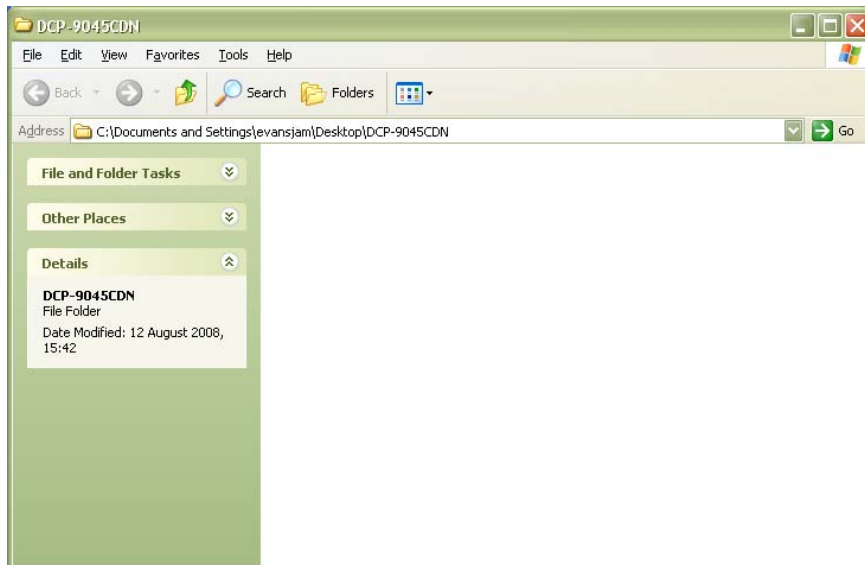 DCP-9045CDN
File Edit View Favorites Tools Help
Back Search Folders
Address C:\Documents and Settings\evansjam\Desktop\DCP-9045CDN Go
File and Folder Tasks
Other Places
Details
DCP-9045CDN
File Folder
Date Modified: 12 August 2008,
15:42